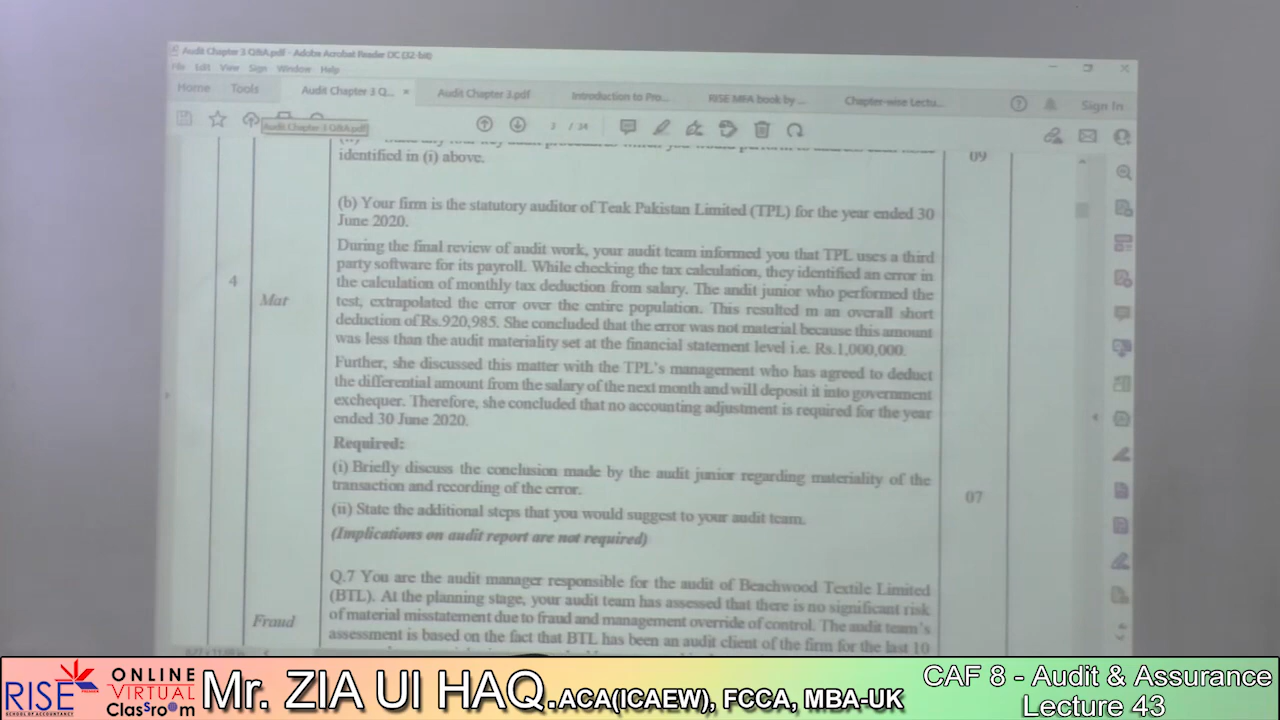 Audit Chapter 3 Q&A.pdf - Adobe Acrobat Reader DC (32-bit)
File Edit View Sign Window Help
Home Tools Audit Chapter 3 Q... × Audit Chapter 3.pdf Introduction to Pro... RISE MFA book by ... Chapter-wise Lectu... Sign In
Audit Chapter 3 Q&A.pdf
3 / 34
identified in (i) above.
09
(b) Your firm is the statutory auditor of Teak Pakistan Limited (TPL) for the year ended 30
June 2020.
During the final review of audit work, your audit team informed you that TPL uses a third
party software for its payroll. While checking the tax calculation, they identified an error in
the calculation of monthly tax deduction from salary. The audit junior who performed the
test, extrapolated the error over the entire population. This resulted in an overall short
deduction of Rs.920,985. She concluded that the error was not material because this amount
was less than the audit materiality set at the financial statement level i.e. Rs.1,000,000.
4
Mat
Further, she discussed this matter with the TPL's management who has agreed to deduct
the differential amount from the salary of the next month and will deposit it into government
exchequer. Therefore, she concluded that no accounting adjustment is required for the year
ended 30 June 2020.
Required:
(i) Briefly discuss the conclusion made by the audit junior regarding materiality of the
transaction and recording of the error.
07
(ii) State the additional steps that you would suggest to your audit team.
(Implications on audit report are not required)
Q.7 You are the audit manager responsible for the audit of Beachwood Textile Limited
(BTL). At the planning stage, your audit team has assessed that there is no significant risk
of material misstatement due to fraud and management override of control. The audit team's
assessment is based on the fact that BTL has been an audit client of the firm for the last 10
Fraud
RISE
SCHOOL OF ACCOUNTANCY
ONLINE
VIRTUAL
ClasSroom
Mr. ZIA UI HAQ.ACA(ICAEW), FCCA, MBA-UK
CAF 8 - Audit & Assurance
Lecture 43